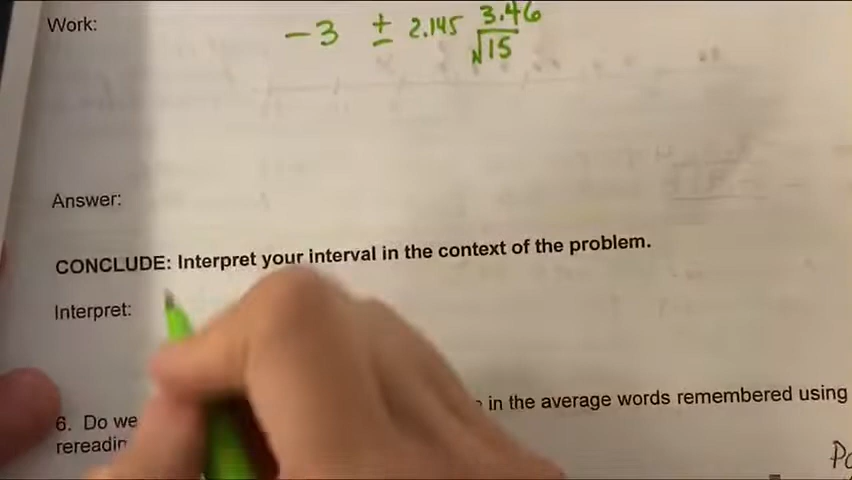 Work:
-3 ± 2.145 3.46/√15
Answer:
CONCLUDE: Interpret your interval in the context of the problem.
Interpret:
6. Do we in the average words remembered using
rereadin